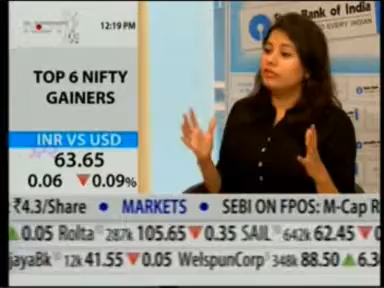 12:19 PM
TOP 6 NIFTY
GAINERS
INR VS USD
63.65
0.06 ▼0.09%
Bank of India
₹4.3/Share • MARKETS • SEBI ON FPOS: M-Cap R
▲0.05 Rolta 287k 105.65 ▼0.35 SAIL 642k 62.45 ▼0
jayaBk 12k 41.55 ▼0.05 WelspunCorp 348k 88.50 ▲6.3